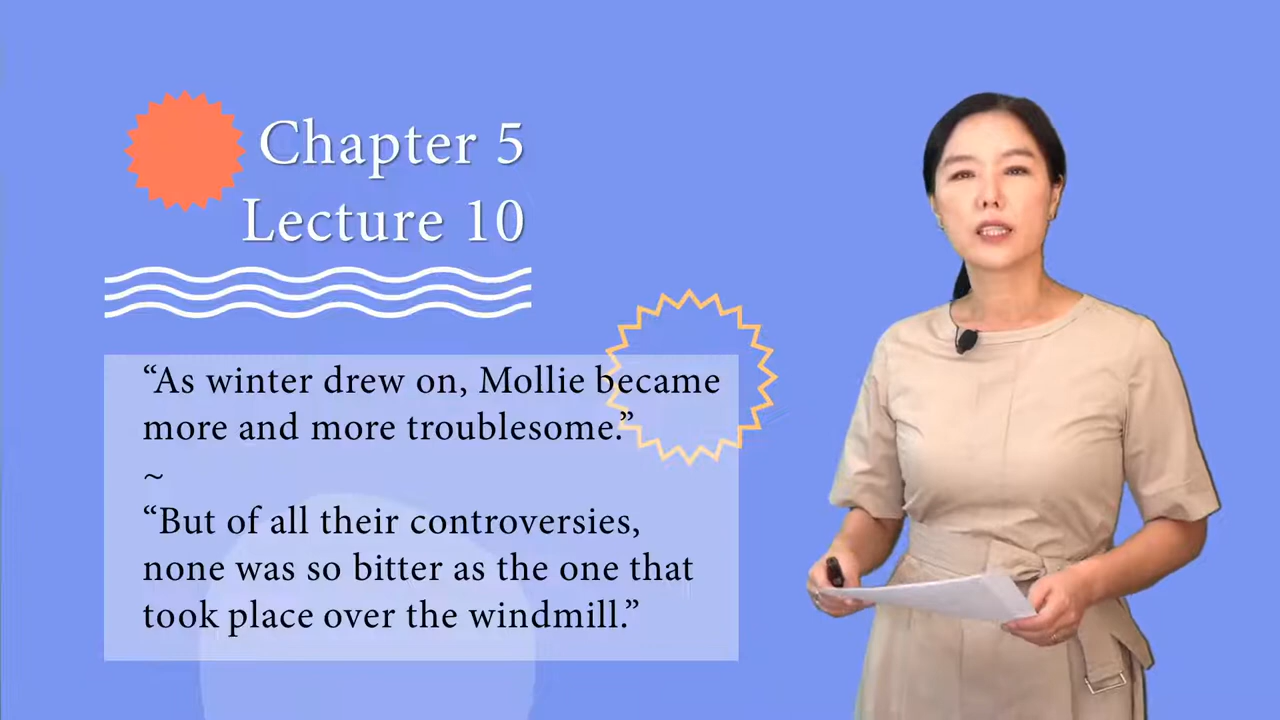 Chapter 5
Lecture 10
“As winter drew on, Mollie became
more and more troublesome.”
~
“But of all their controversies,
none was so bitter as the one that
took place over the windmill.”